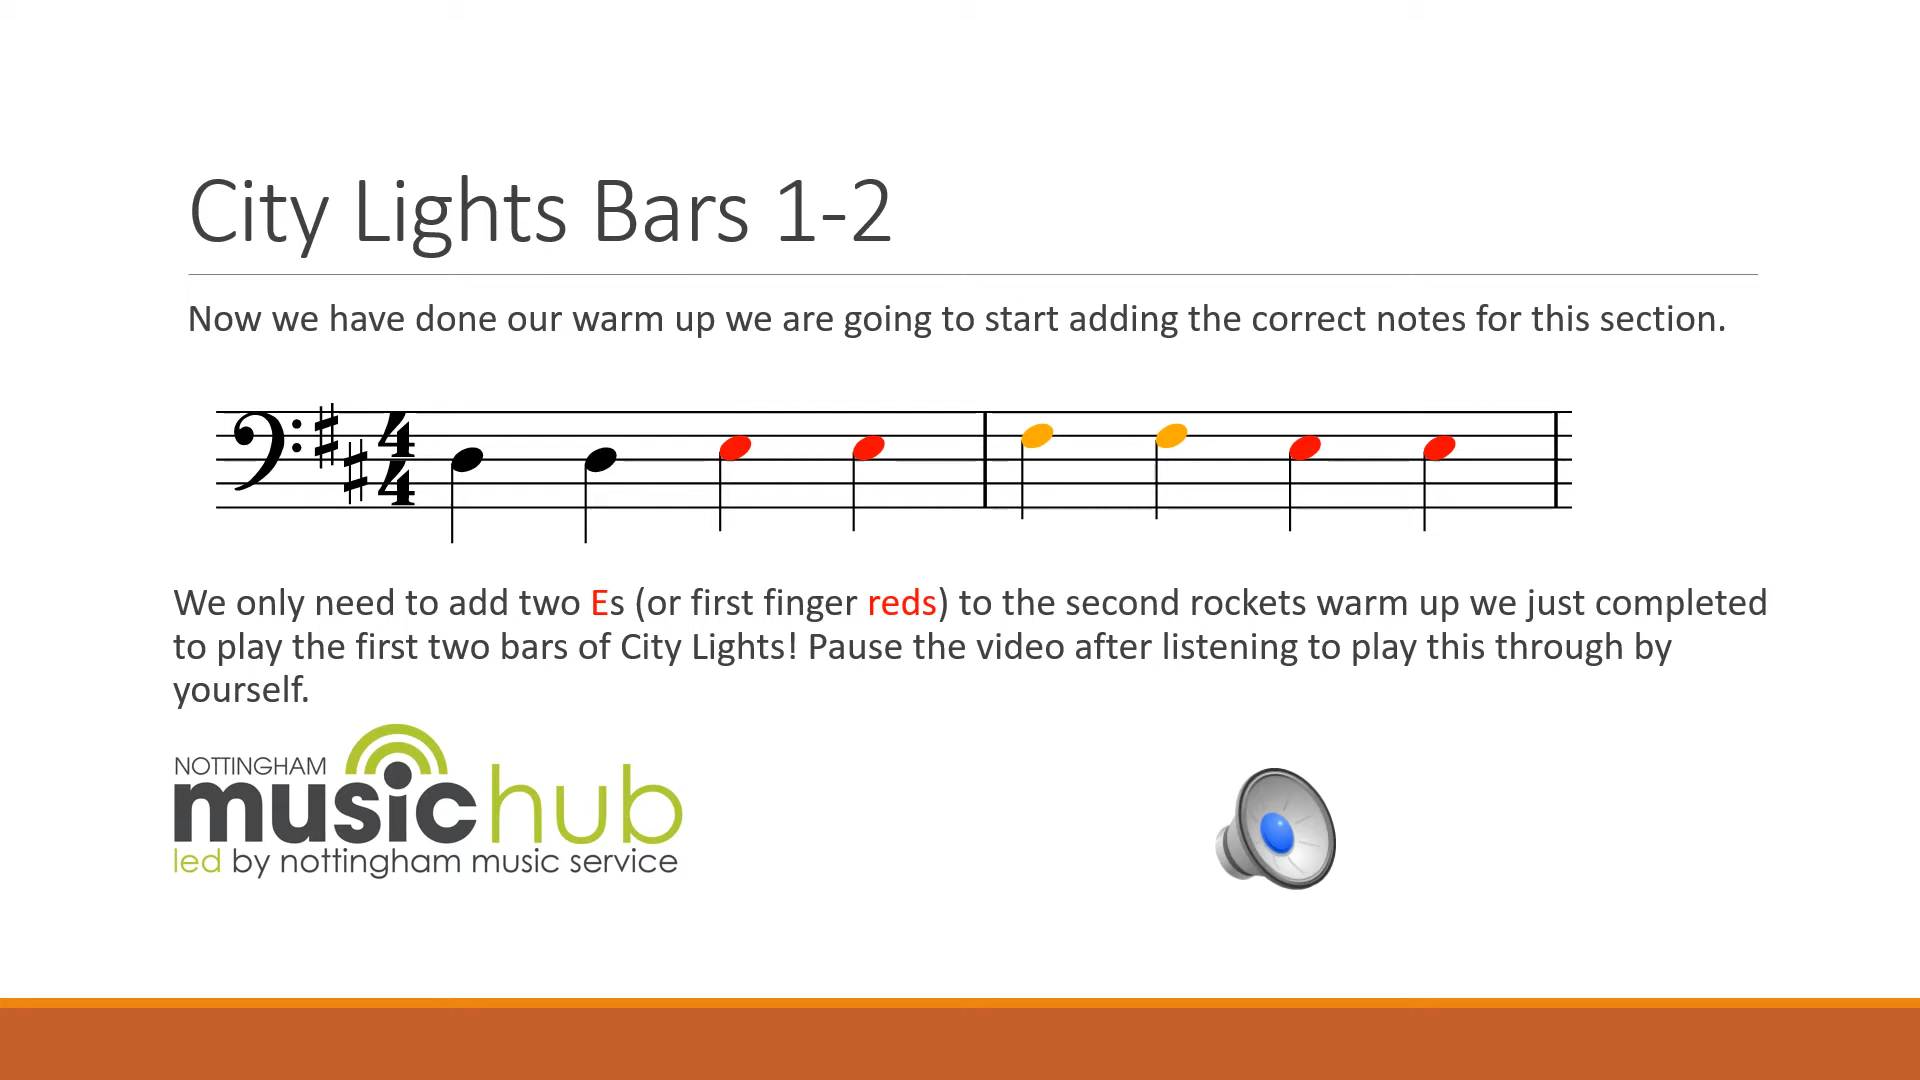 City Lights Bars 1-2
Now we have done our warm up we are going to start adding the correct notes for this section.
4
4
We only need to add two Es (or first finger reds) to the second rockets warm up we just completed
to play the first two bars of City Lights! Pause the video after listening to play this through by
yourself.
NOTTINGHAM
musichub
led by nottingham music service